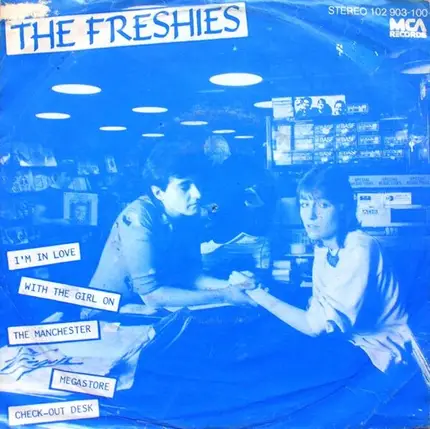 THE FRESHIES
STEREO 102 903-100
MCA
RECORDS
I'M IN LOVE
WITH THE GIRL ON
THE MANCHESTER
MEGASTORE
CHECK-OUT DESK